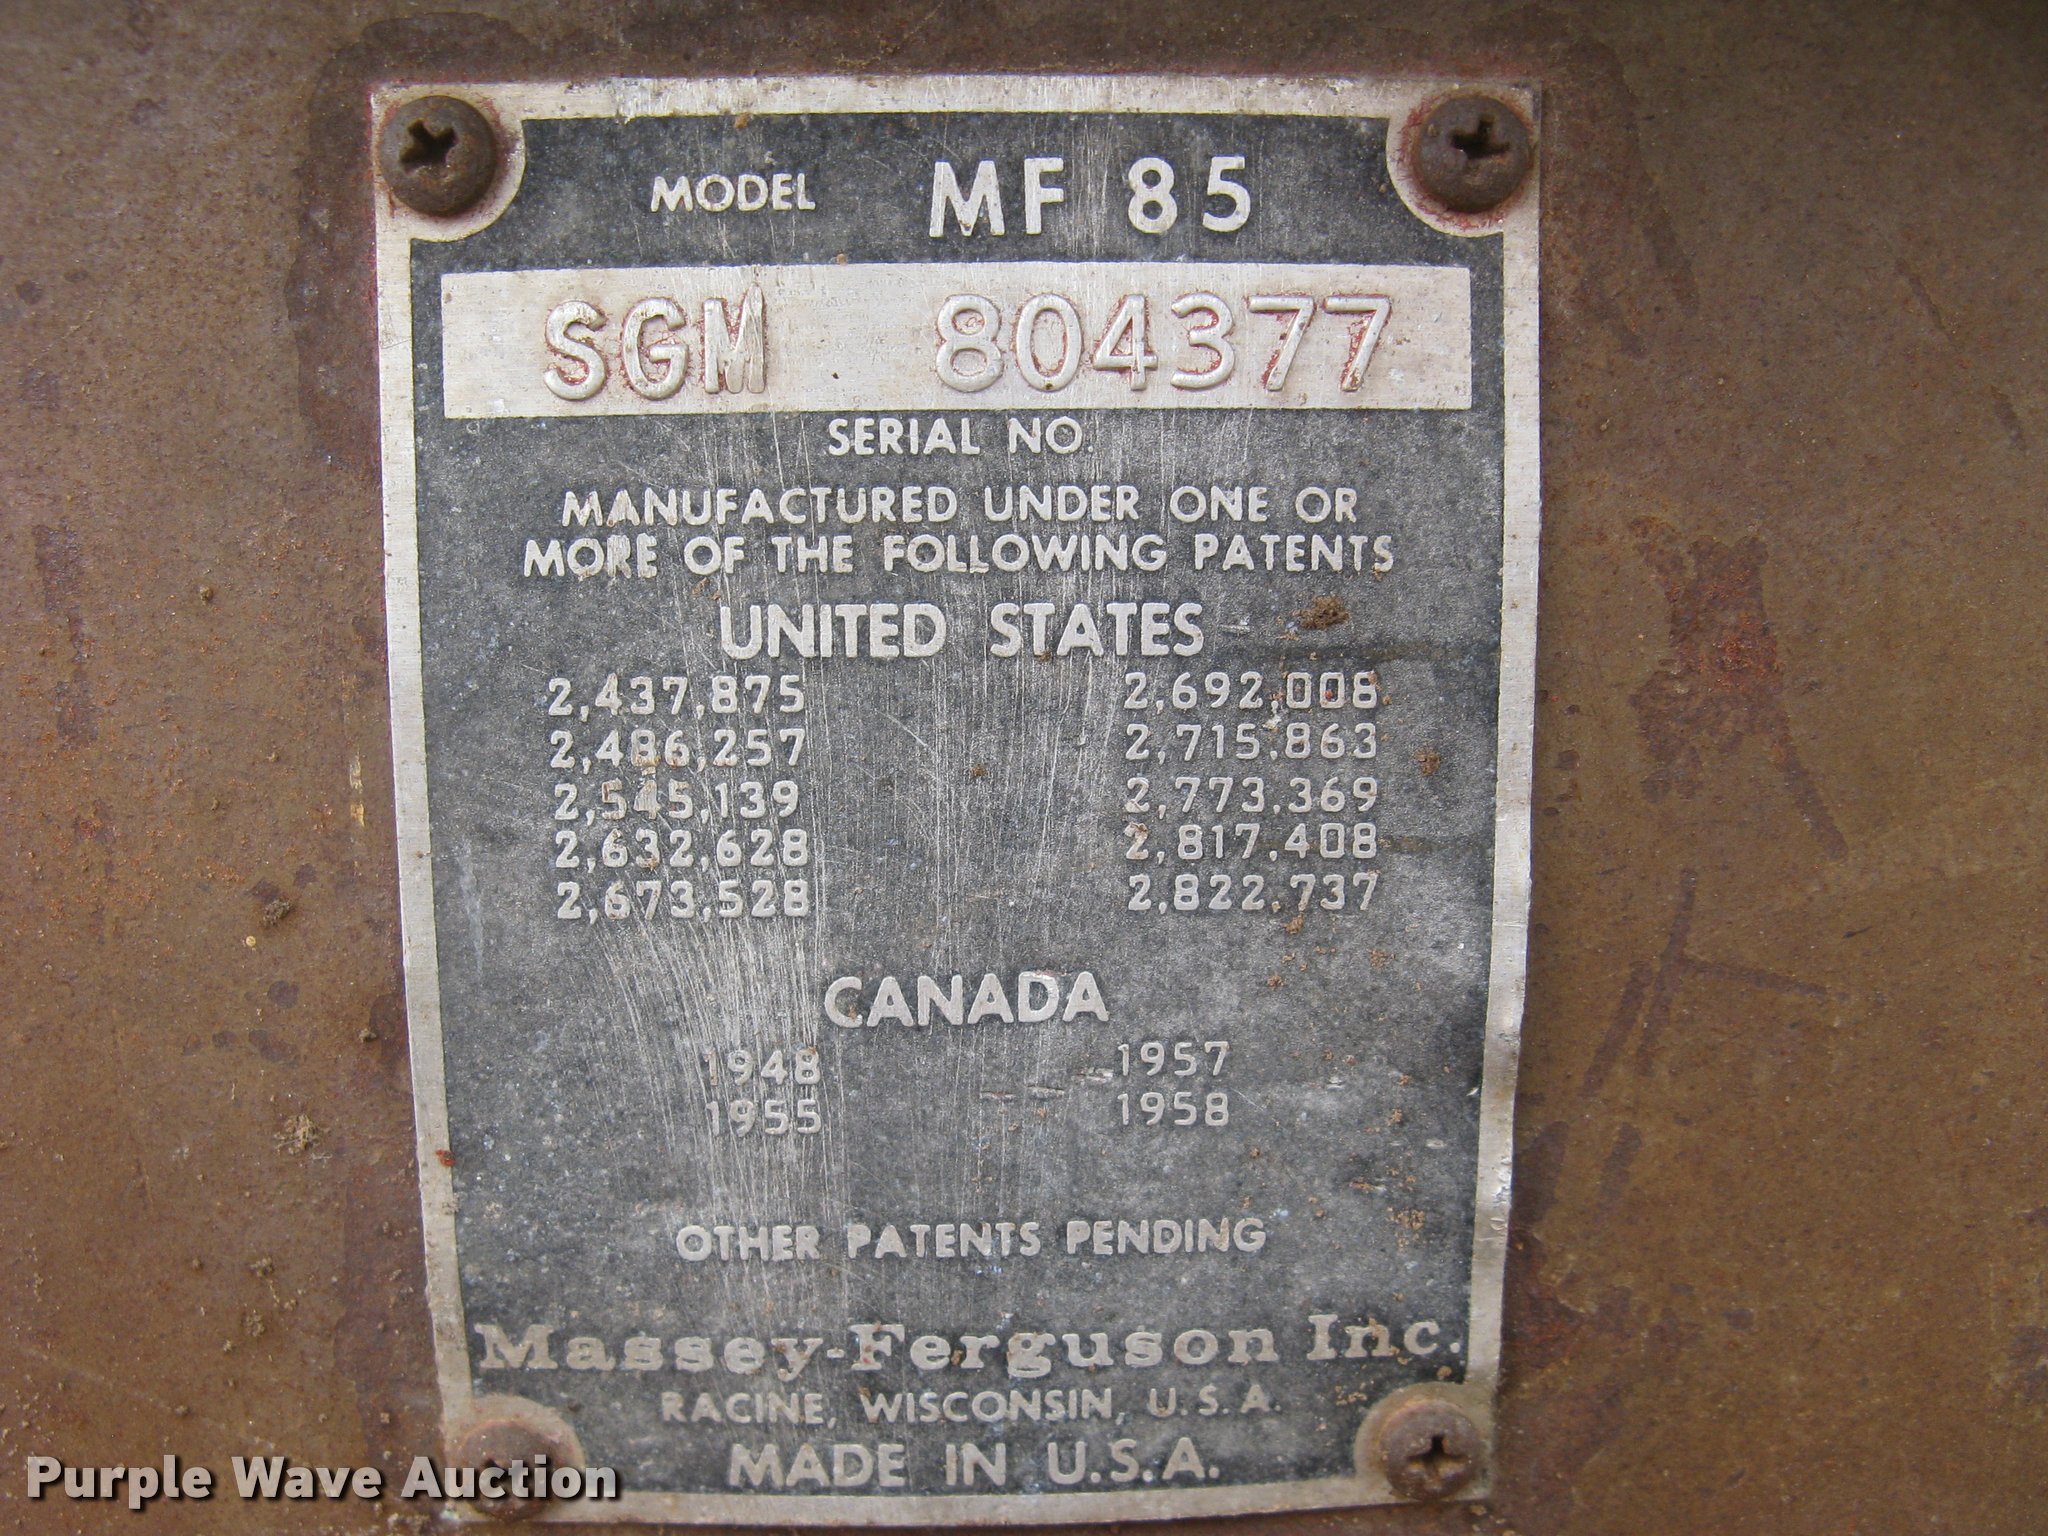 MODEL MF 85
SGM 804377
SERIAL NO.
MANUFACTURED UNDER ONE OR
MORE OF THE FOLLOWING PATENTS
UNITED STATES
2,437,875 2,692,008
2,486,257 2,715,863
2,545,139 2,773,369
2,632,628 2,817,408
2,673,528 2,822,737
CANADA
1948 1957
1955 1958
OTHER PATENTS PENDING
Massey-Ferguson Inc.
RACINE, WISCONSIN, U.S.A.
MADE IN U.S.A.
Purple Wave Auction